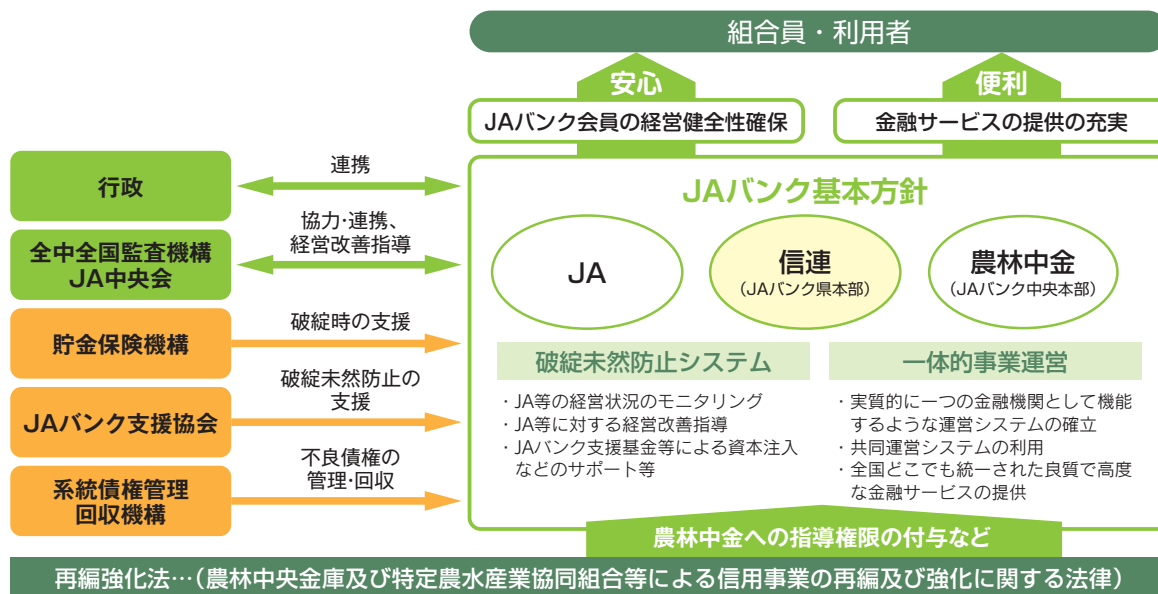 組合員・利用者
安心
便利
JAバンク会員の経営健全性確保
金融サービスの提供の充実
行政
連携
全中全国監査機構
JA中央会
協力・連携、
経営改善指導
貯金保険機構
破綻時の支援
JAバンク支援協会
破綻未然防止の
支援
系統債権管理
回収機構
不良債権の
管理・回収
JAバンク基本方針
JA
信連
(JAバンク県本部)
農林中金
(JAバンク中央本部)
破綻未然防止システム
・JA等の経営状況のモニタリング
・JA等に対する経営改善指導
・JAバンク支援基金等による資本注入
などのサポート等
一体的事業運営
・実質的に一つの金融機関として機能
するような運営システムの確立
・共同運営システムの利用
・全国どこでも統一された良質で高度
な金融サービスの提供
農林中金への指導権限の付与など
再編強化法…(農林中央金庫及び特定農水産業協同組合等による信用事業の再編及び強化に関する法律)